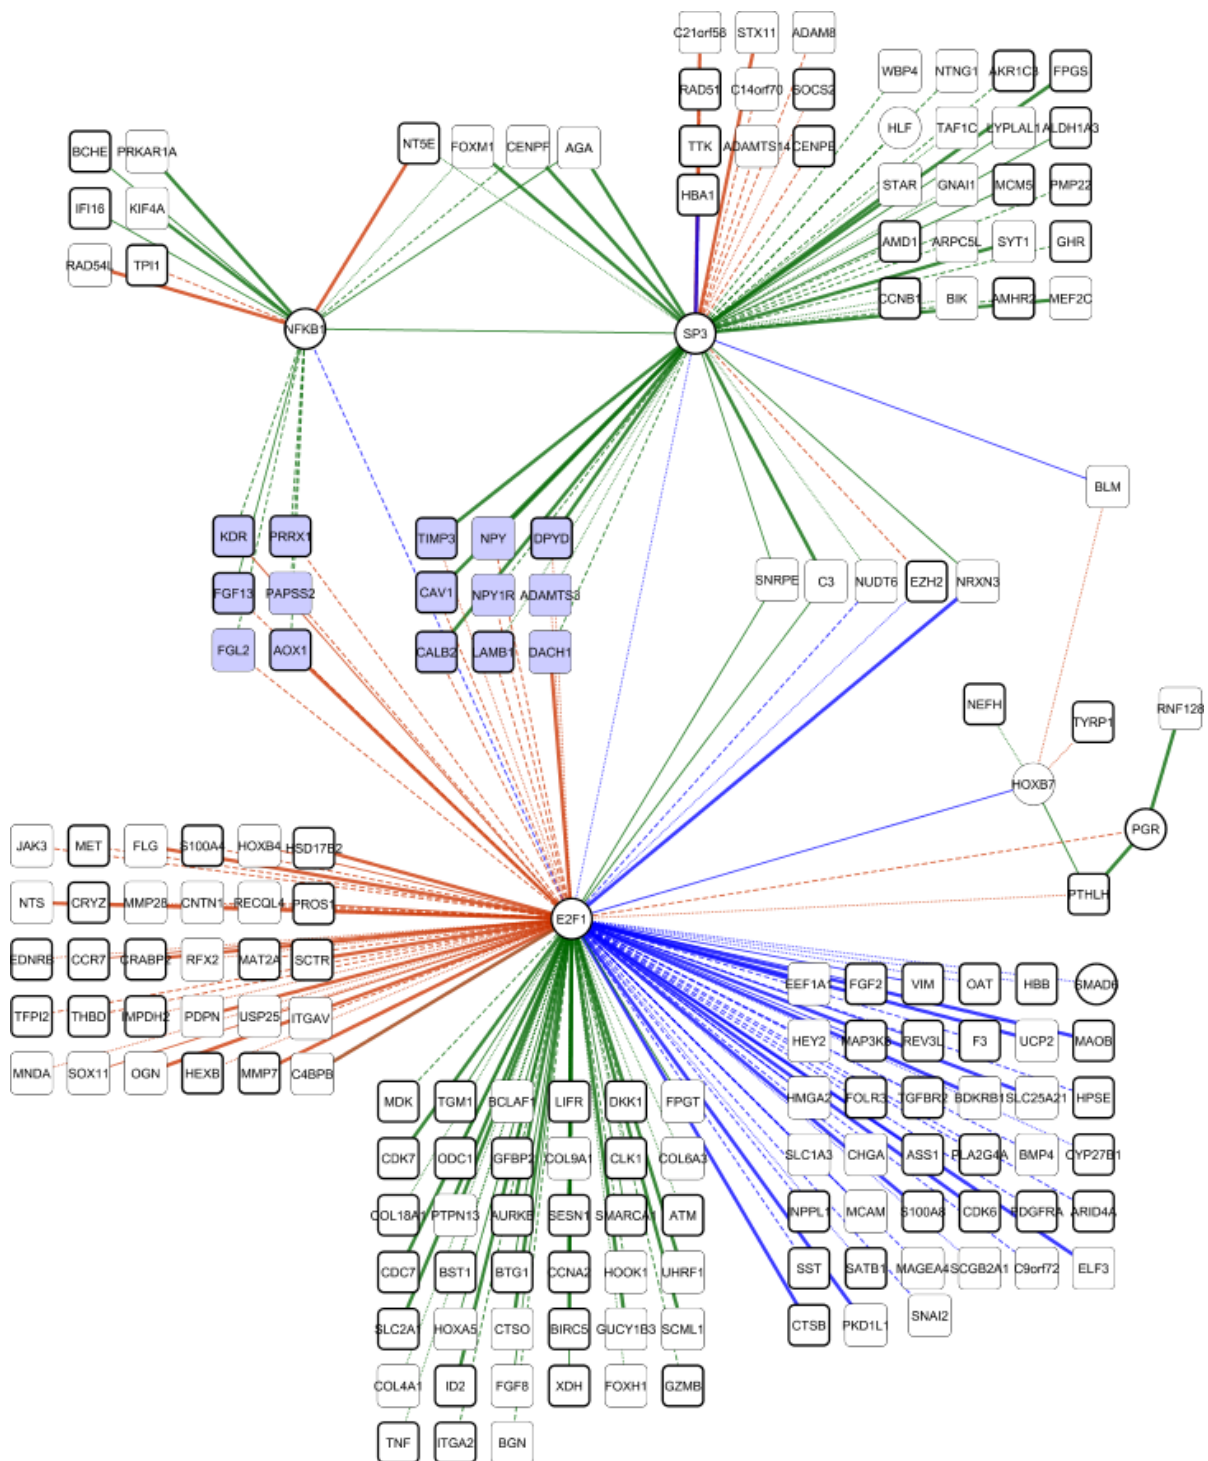 C21orf58 STX11 ADAM8
WBP4 NTNG1 AKR1C3 FPGS
RAD51 C14orf70 SOCS2
HLF TAF1C LYPLAL1 ALDH1A3
BCHE PRKAR1A NT5E FOXM1 CENPF AGA TTK ADAMTS14 CENPE
STAR GNAI1 MCM5 PMP22
IFI16 KIF4A HBA1
AMD1 ARPC5L SYT1 GHR
RAD54L TPI1
CCNB1 BIK AMHR2 MEF2C
NFKB1 SP3
BLM
KDR PRRX1 TIMP3 NPY DPYD
SNRPE C3 NUDT6 EZH2 NRXN3
FGF13 PAPSS2 CAV1 NPY1R ADAMTS3
FGL2 AOX1 CALB2 LAMB1 DACH1
NEFH TYRP1 RNF128
HOXB7
PGR
JAK3 MET FLG S100A4 HOXB4 HSD17B2
NTS CRYZ MMP28 CNTN1 RECQL4 PROS1 PTHLH
E2F1
EDNRB CCR7 CRABP2 RFX2 MAT2A SCTR
EEF1A1 FGF2 VIM OAT HBB SMAD6
TFPI2 THBD IMPDH2 PDPN USP25 ITGAV
HEY2 MAP3K8 REV3L F3 UCP2 MAOB
MNDA SOX11 OGN HEXB MMP7 C4BPB
MDK TGM1 BCLAF1 LIFR DKK1 FPGT HMGA2 FOLR3 TGFBR2 BDKRB1 SLC25A21 HPSE
CDK7 ODC1 GFBP2 COL9A1 CLK1 COL6A3 SLC1A3 CHGA ASS1 PLA2G4A BMP4 CYP27B1
COL18A1 PTPN13 AURKB SESN1 SMARCA1 ATM NPPL1 MCAM S100A8 CDK6 PDGFRA ARID4A
CDC7 BST1 BTG1 CCNA2 HOOK1 UHRF1 SST SATB1 MAGEA4 SCGB2A1 C9orf72 ELF3
SLC2A1 HOXA5 CTSO BIRC5 GUCY1B3 SCML1 CTSB PKD1L1 SNAI2
COL4A1 ID2 FGF8 XDH FOXH1 GZMB
TNF ITGA2 BGN